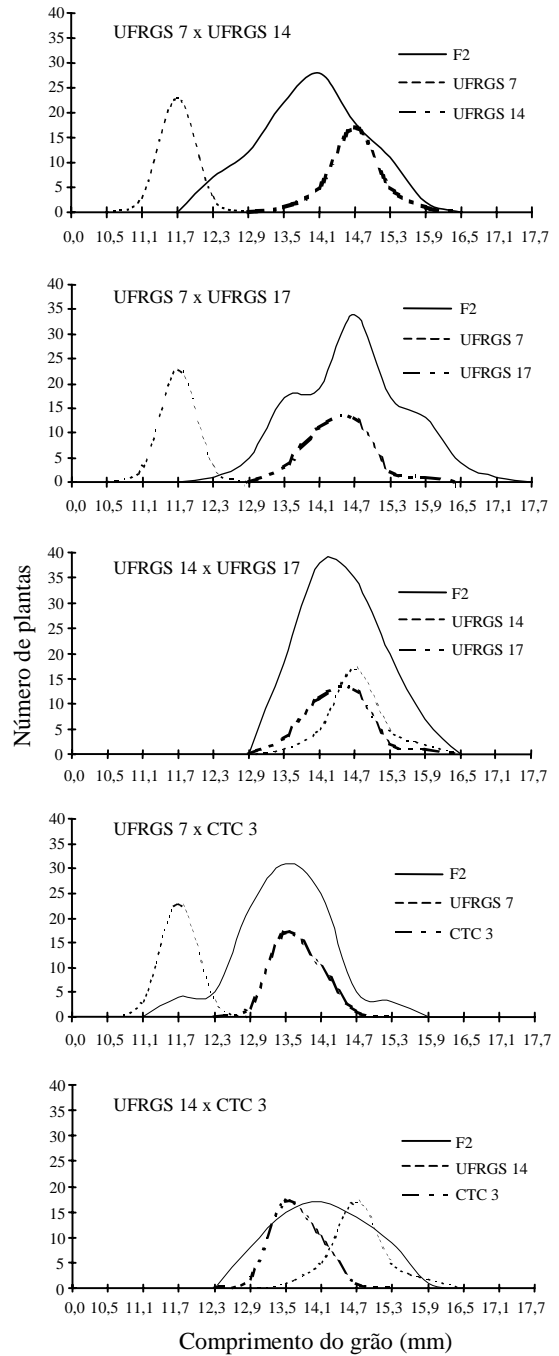 UFRGS 7 x UFRGS 14
40
35
30
25
20
15
10
5
0
F2
UFRGS 7
UFRGS 14
0,0 10,5 11,1 11,7 12,3 12,9 13,5 14,1 14,7 15,3 15,9 16,5 17,1 17,7
UFRGS 7 x UFRGS 17
40
35
30
25
20
15
10
5
0
F2
UFRGS 7
UFRGS 17
0,0 10,5 11,1 11,7 12,3 12,9 13,5 14,1 14,7 15,3 15,9 16,5 17,1 17,7
Número de plantas
UFRGS 14 x UFRGS 17
40
35
30
25
20
15
10
5
0
F2
UFRGS 14
UFRGS 17
0,0 10,5 11,1 11,7 12,3 12,9 13,5 14,1 14,7 15,3 15,9 16,5 17,1 17,7
UFRGS 7 x CTC 3
40
35
30
25
20
15
10
5
0
F2
UFRGS 7
CTC 3
0,0 10,5 11,1 11,7 12,3 12,9 13,5 14,1 14,7 15,3 15,9 16,5 17,1 17,7
UFRGS 14 x CTC 3
40
35
30
25
20
15
10
5
0
F2
UFRGS 14
CTC 3
0,0 10,5 11,1 11,7 12,3 12,9 13,5 14,1 14,7 15,3 15,9 16,5 17,1 17,7
Comprimento do grão (mm)